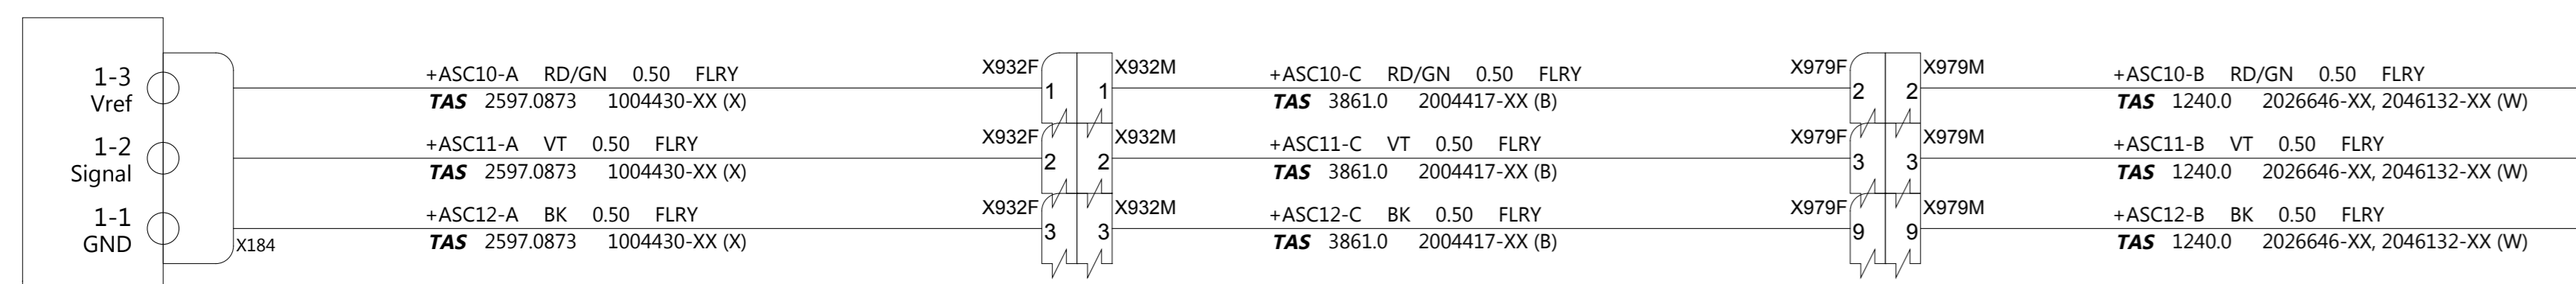 1-3
Vref
+ASC10-A RD/GN 0.50 FLRY
TAS 2597.0873 1004430-XX (X)
X932F
1
1
X932M
+ASC10-C RD/GN 0.50 FLRY
TAS 3861.0 2004417-XX (B)
X979F
2
2
X979M
+ASC10-B RD/GN 0.50 FLRY
TAS 1240.0 2026646-XX, 2046132-XX (W)
1-2
Signal
+ASC11-A VT 0.50 FLRY
TAS 2597.0873 1004430-XX (X)
X932F
2
2
X932M
+ASC11-C VT 0.50 FLRY
TAS 3861.0 2004417-XX (B)
X979F
3
3
X979M
+ASC11-B VT 0.50 FLRY
TAS 1240.0 2026646-XX, 2046132-XX (W)
1-1
GND
X184
+ASC12-A BK 0.50 FLRY
TAS 2597.0873 1004430-XX (X)
X932F
3
3
X932M
+ASC12-C BK 0.50 FLRY
TAS 3861.0 2004417-XX (B)
X979F
9
9
X979M
+ASC12-B BK 0.50 FLRY
TAS 1240.0 2026646-XX, 2046132-XX (W)